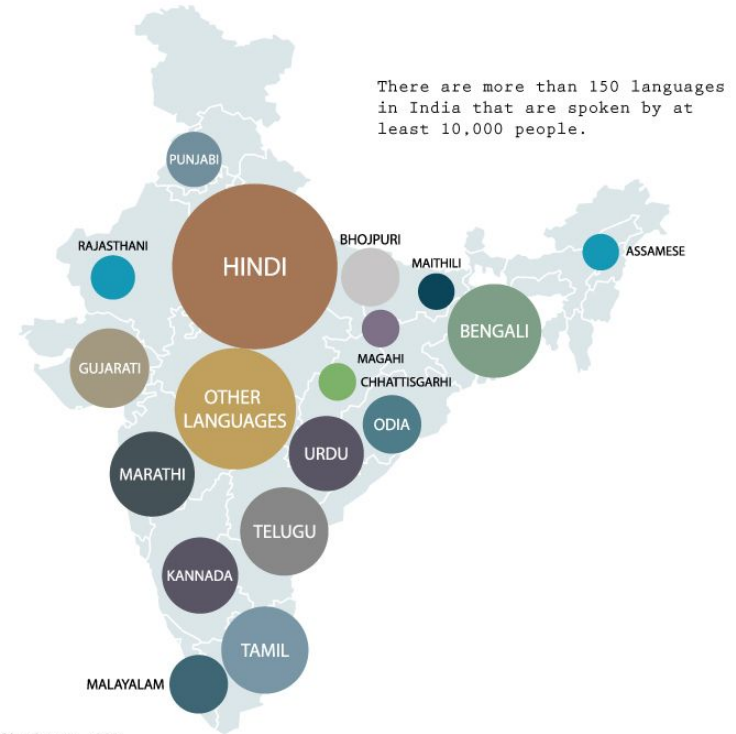 There are more than 150 languages
in India that are spoken by at
least 10,000 people.
PUNJABI
RAJASTHANI
HINDI
BHOJPURI
MAITHILI
ASSAMESE
BENGALI
MAGAHI
GUJARATI
CHHATTISGARHI
OTHER
LANGUAGES
ODIA
URDU
MARATHI
TELUGU
KANNADA
TAMIL
MALAYALAM